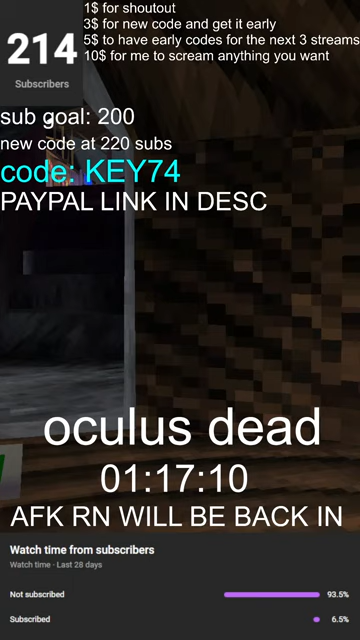 1$ for shoutout
3$ for new code and get it early
5$ to have early codes for the next 3 streams
10$ for me to scream anything you want
214
Subscribers
sub goal: 200
new code at 220 subs
code: KEY74
PAYPAL LINK IN DESC
oculus dead
01:17:10
AFK RN WILL BE BACK IN
Watch time from subscribers
Watch time · Last 28 days
Not subscribed 93.5%
Subscribed 6.5%